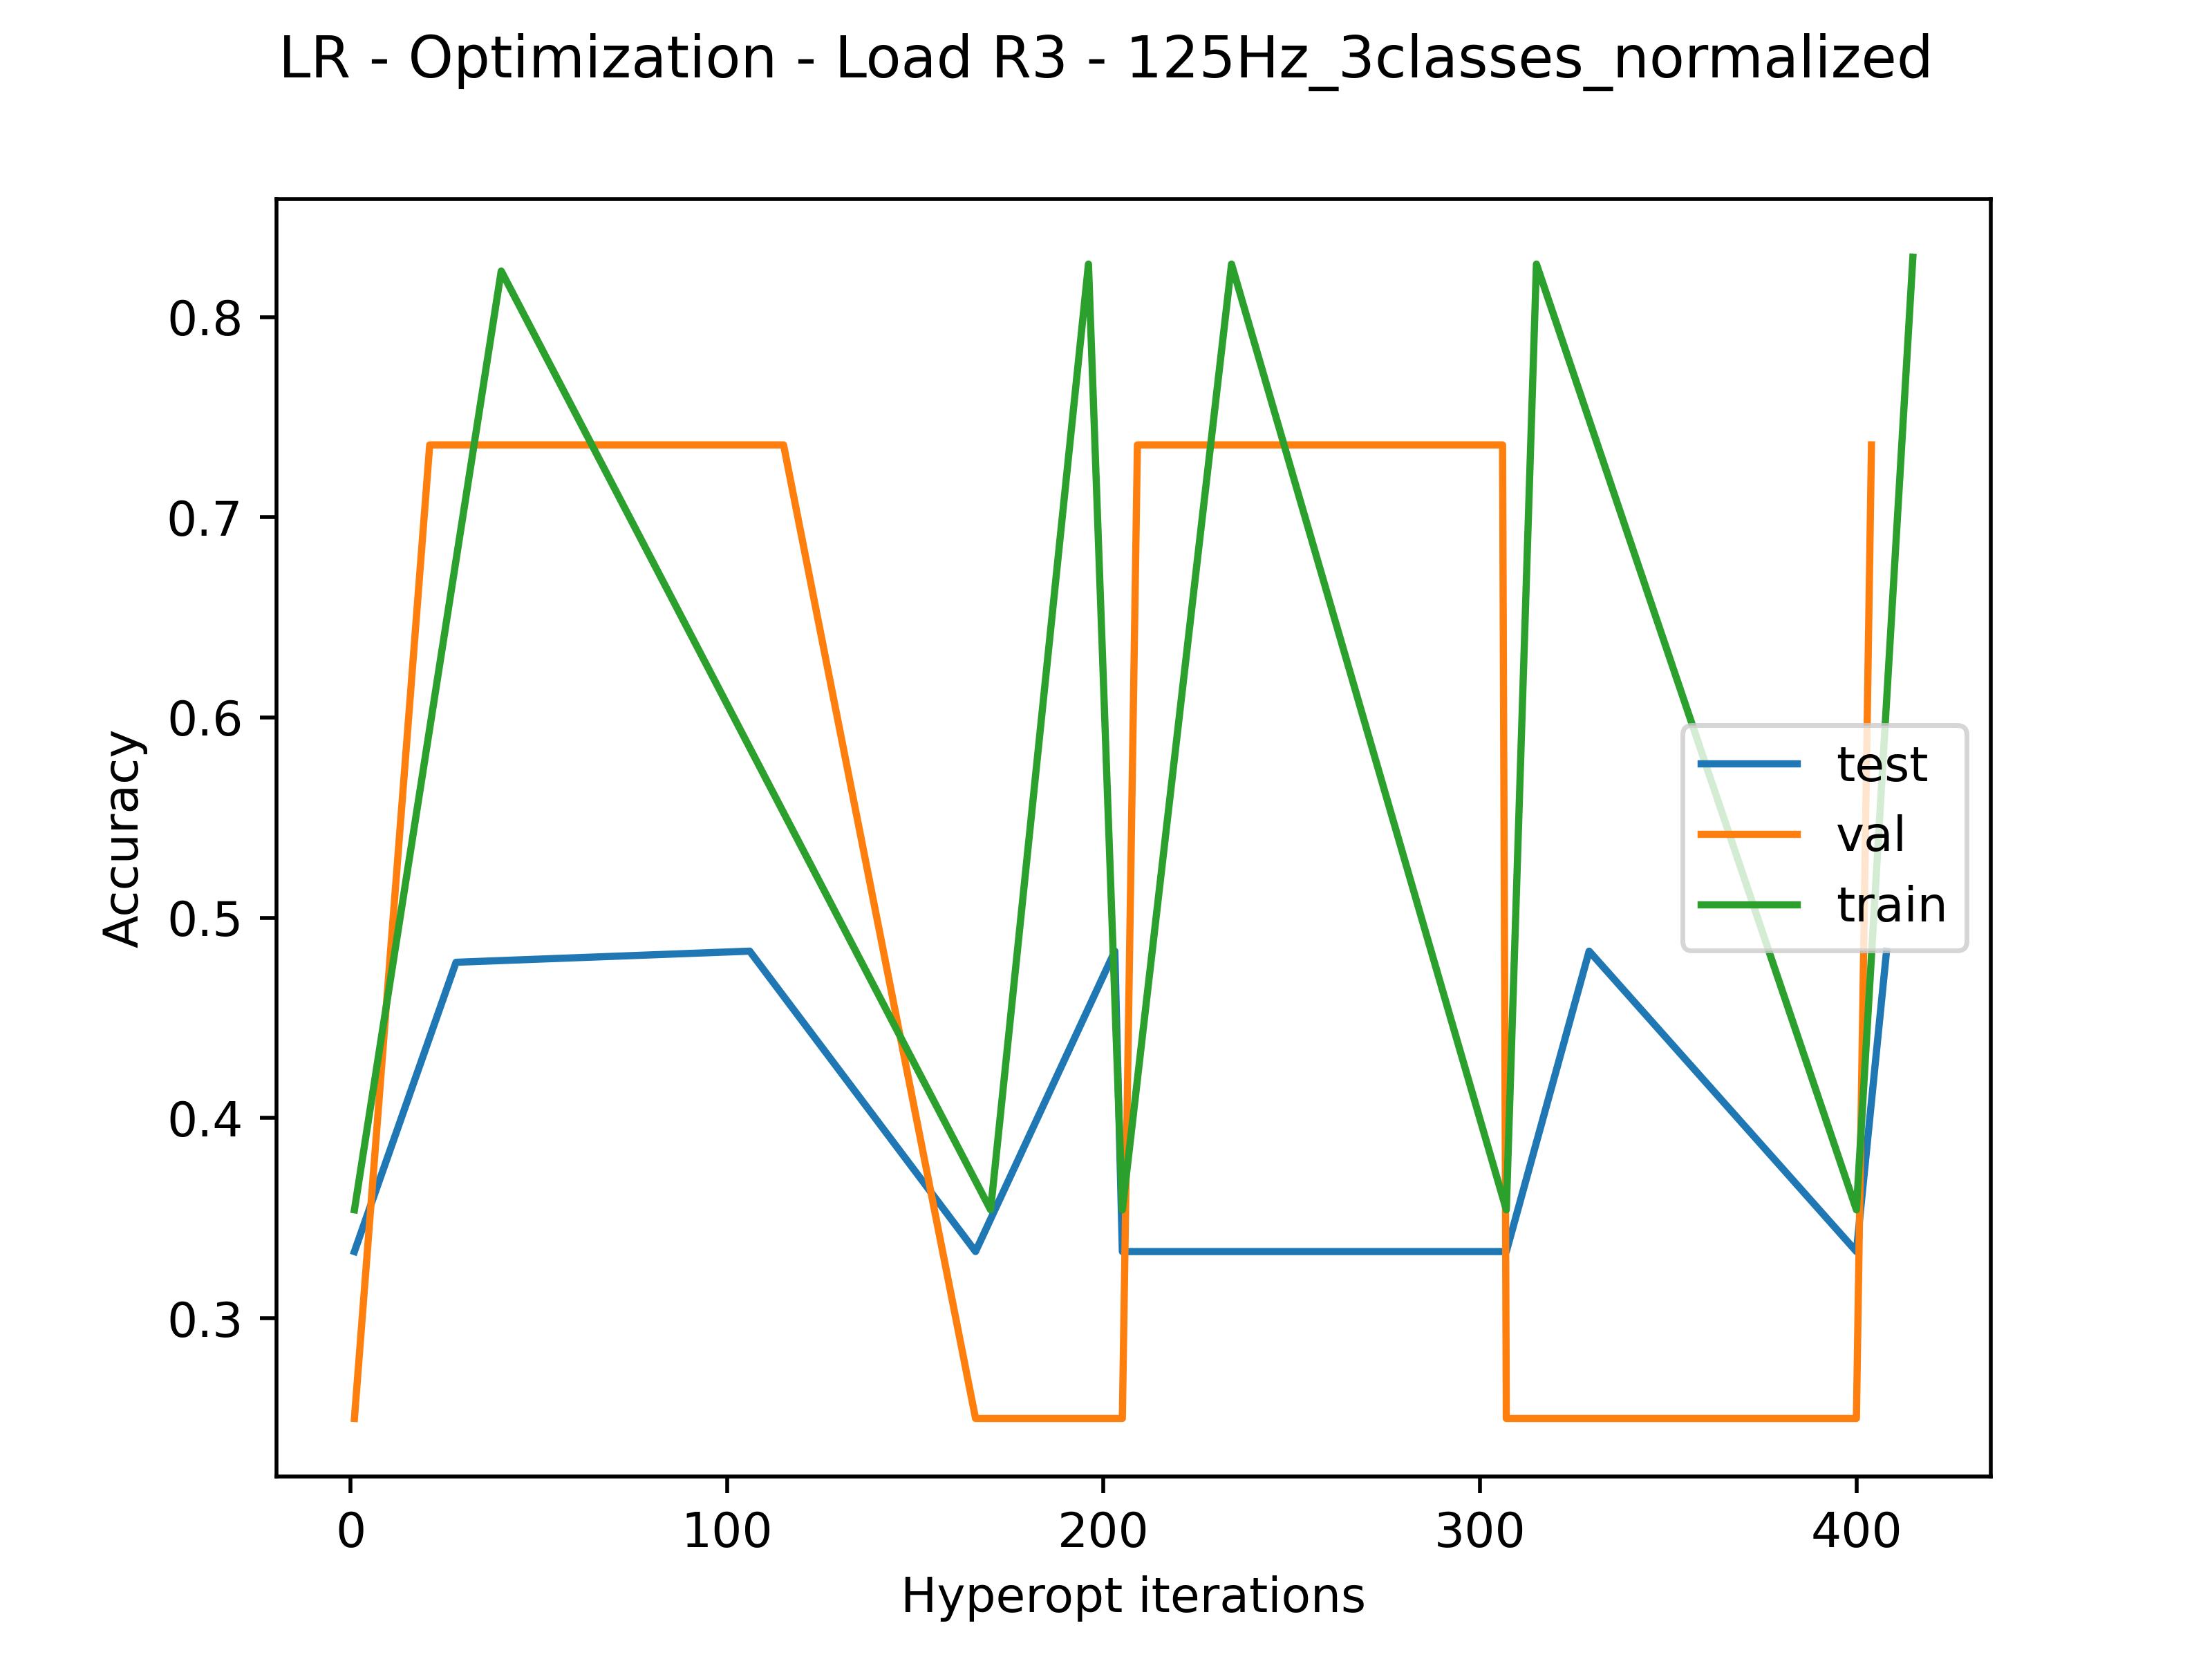 LR - Optimization - Load R3 - 125Hz_3classes_normalized
0.8
0.7
0.6
0.5
0.4
0.3
Accuracy
test
val
train
0 100 200 300 400
Hyperopt iterations